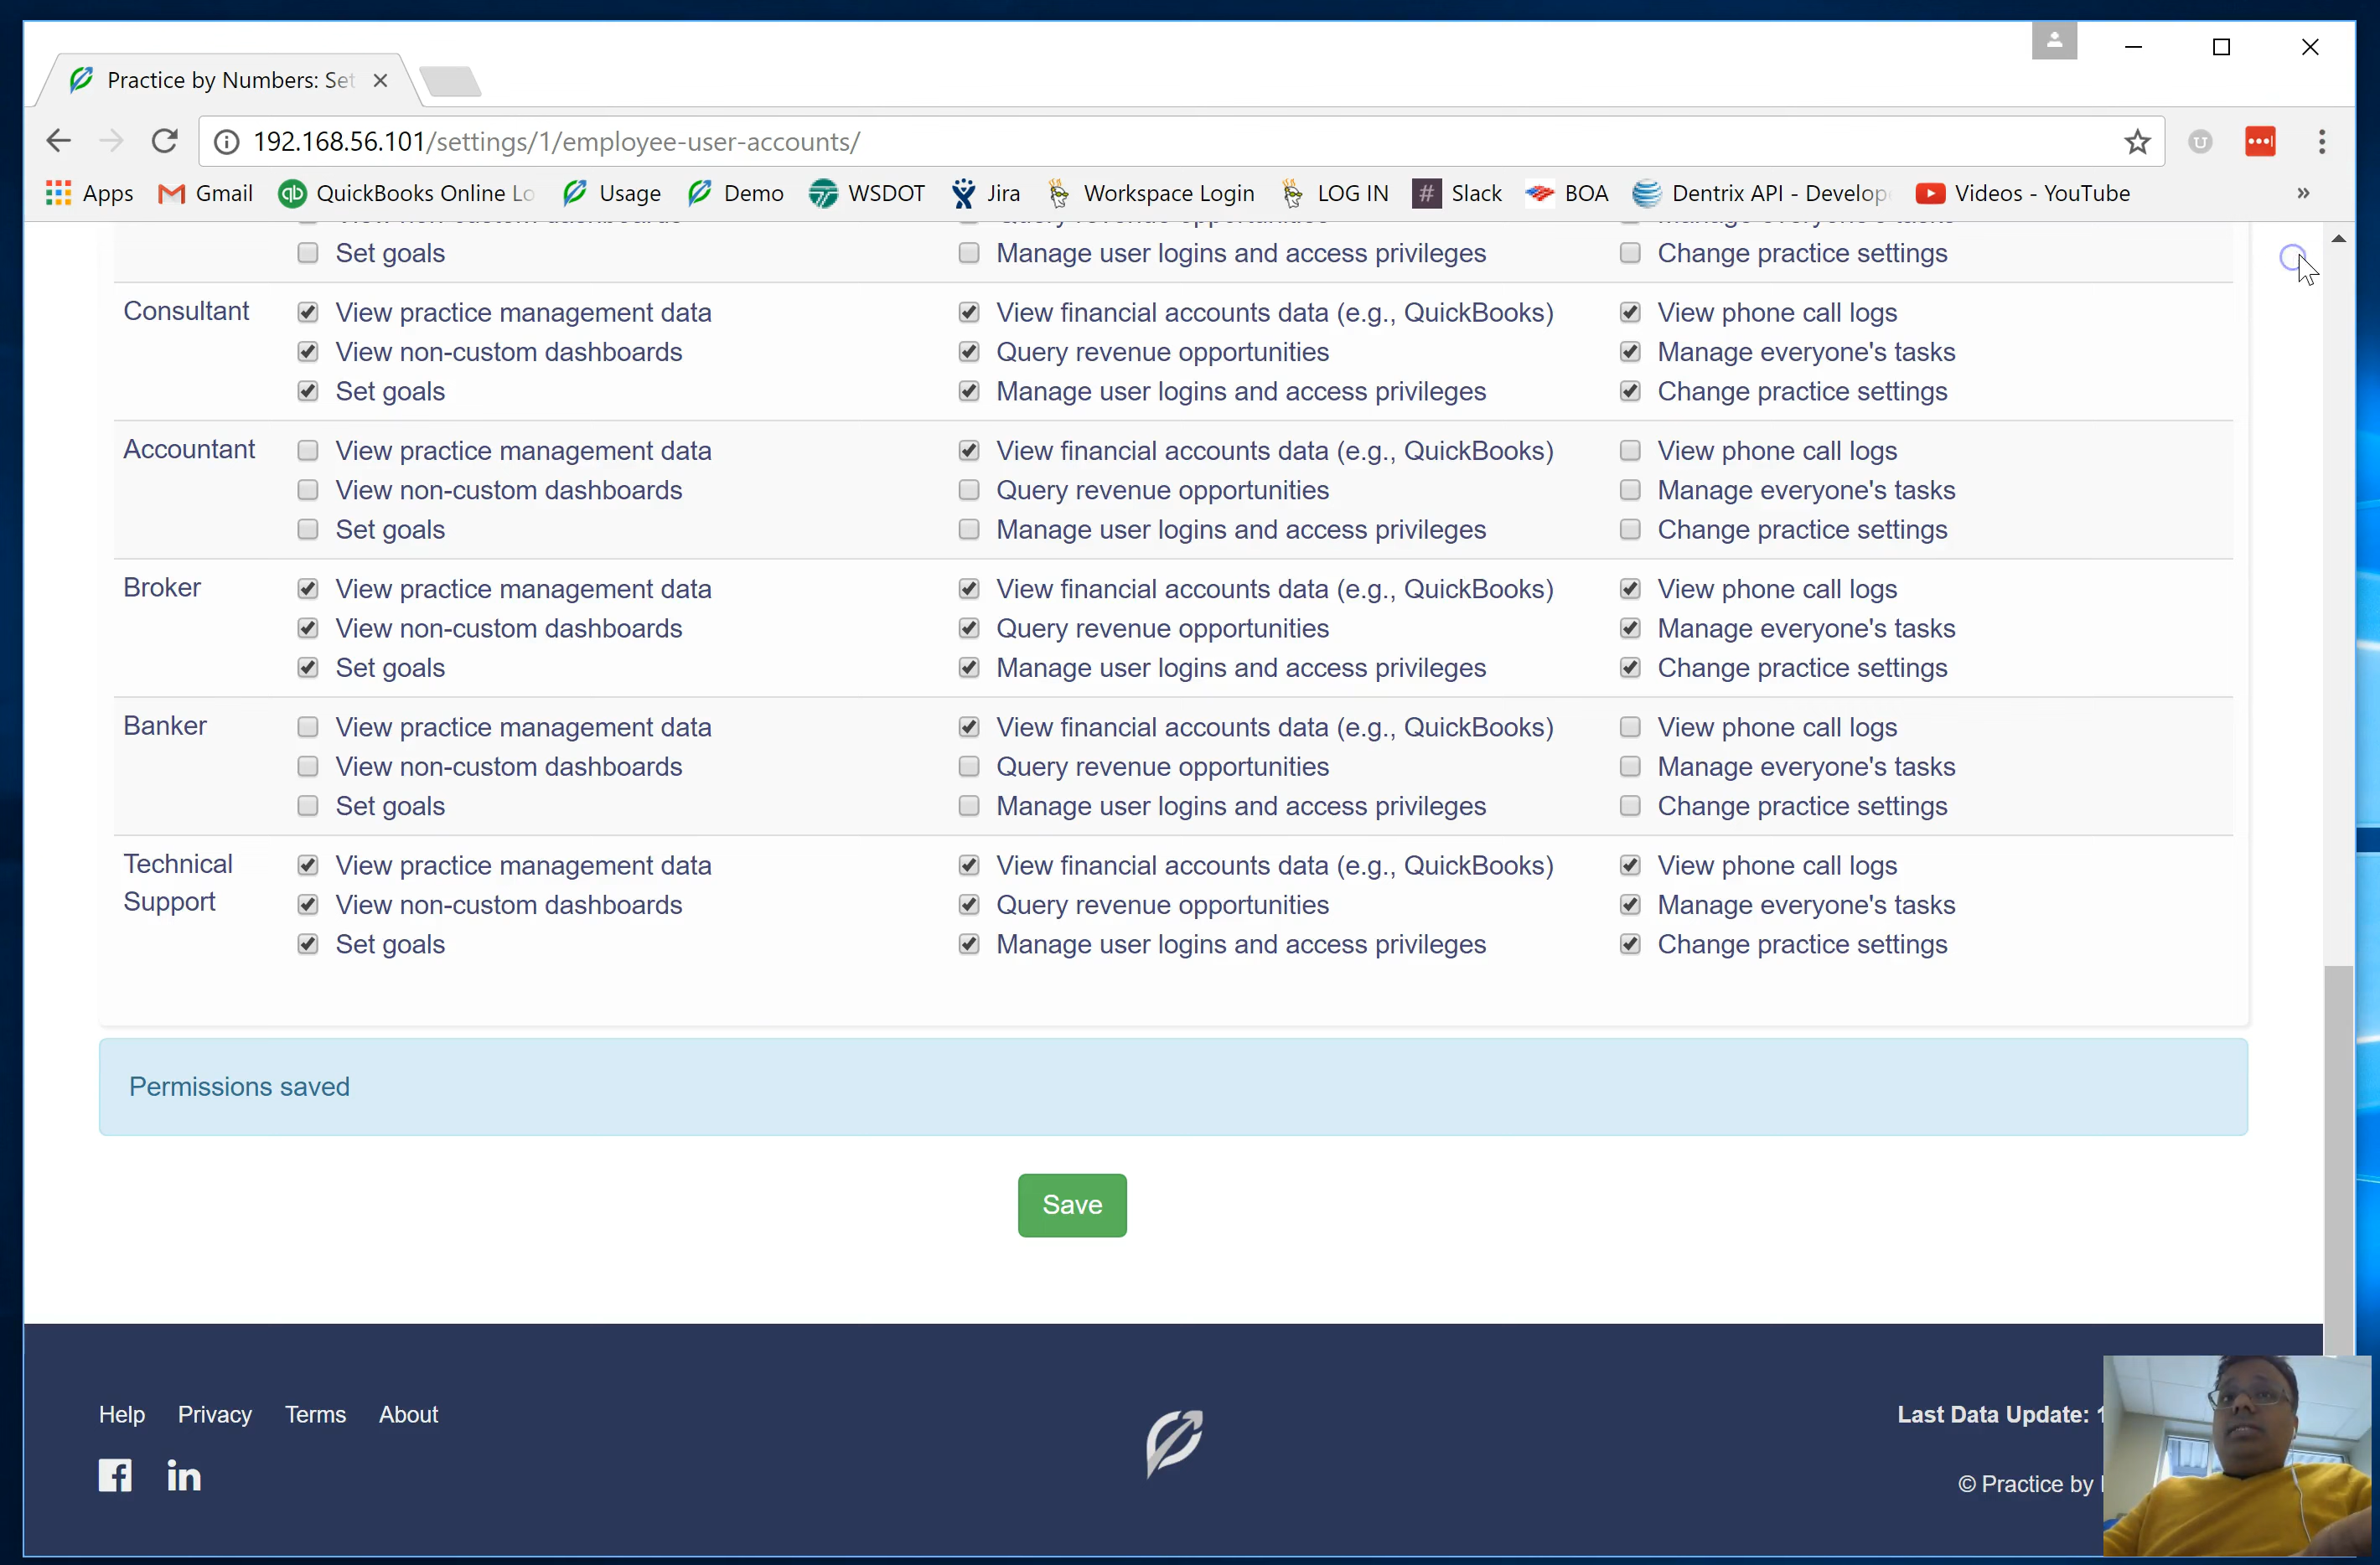 Practice by Numbers: Set
192.168.56.101/settings/1/employee-user-accounts/
Apps Gmail QuickBooks Online Lo Usage Demo WSDOT Jira Workspace Login LOG IN # Slack BOA Dentrix API - Develop Videos - YouTube »
View non-custom dashboards Query revenue opportunities Manage everyone's tasks
Set goals Manage user logins and access privileges Change practice settings
Consultant View practice management data View financial accounts data (e.g., QuickBooks) View phone call logs
View non-custom dashboards Query revenue opportunities Manage everyone's tasks
Set goals Manage user logins and access privileges Change practice settings
Accountant View practice management data View financial accounts data (e.g., QuickBooks) View phone call logs
View non-custom dashboards Query revenue opportunities Manage everyone's tasks
Set goals Manage user logins and access privileges Change practice settings
Broker View practice management data View financial accounts data (e.g., QuickBooks) View phone call logs
View non-custom dashboards Query revenue opportunities Manage everyone's tasks
Set goals Manage user logins and access privileges Change practice settings
Banker View practice management data View financial accounts data (e.g., QuickBooks) View phone call logs
View non-custom dashboards Query revenue opportunities Manage everyone's tasks
Set goals Manage user logins and access privileges Change practice settings
Technical View practice management data View financial accounts data (e.g., QuickBooks) View phone call logs
Support View non-custom dashboards Query revenue opportunities Manage everyone's tasks
Set goals Manage user logins and access privileges Change practice settings
Permissions saved
Save
Help Privacy Terms About Last Data Update: 1
© Practice by